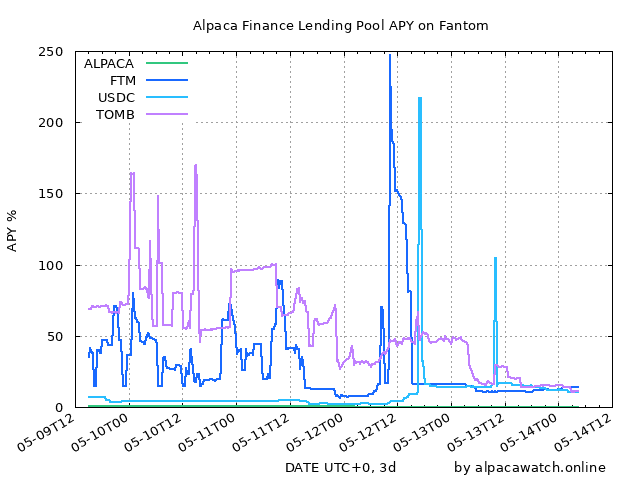 Alpaca Finance Lending Pool APY on Fantom
250
200
150
100
50
0
APY %
ALPACA
FTM
USDC
TOMB
05-09T12
05-10T00
05-10T12
05-11T00
05-11T12
05-12T00
05-12T12
05-13T00
05-13T12
05-14T00
05-14T12
DATE UTC+0, 3d
by alpacawatch.online